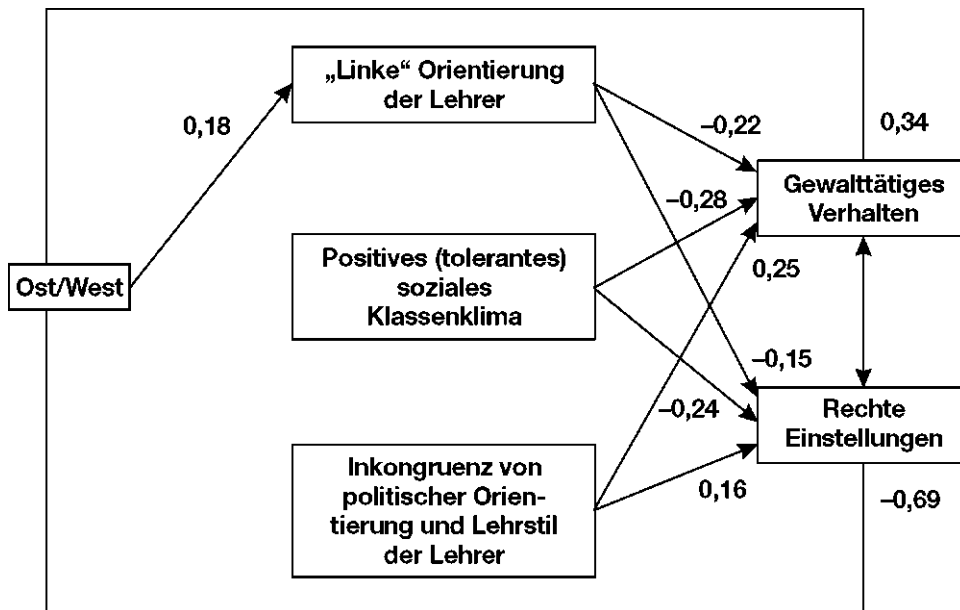 „Linke“ Orientierung
der Lehrer
0,18
–0,22
0,34
Gewalttätiges
Verhalten
–0,28
Positives (tolerantes)
soziales
Klassenklima
0,25
Ost/West
–0,15
–0,24
Rechte
Einstellungen
Inkongruenz von
politischer Orien-
tierung und Lehrstil
der Lehrer
0,16
–0,69